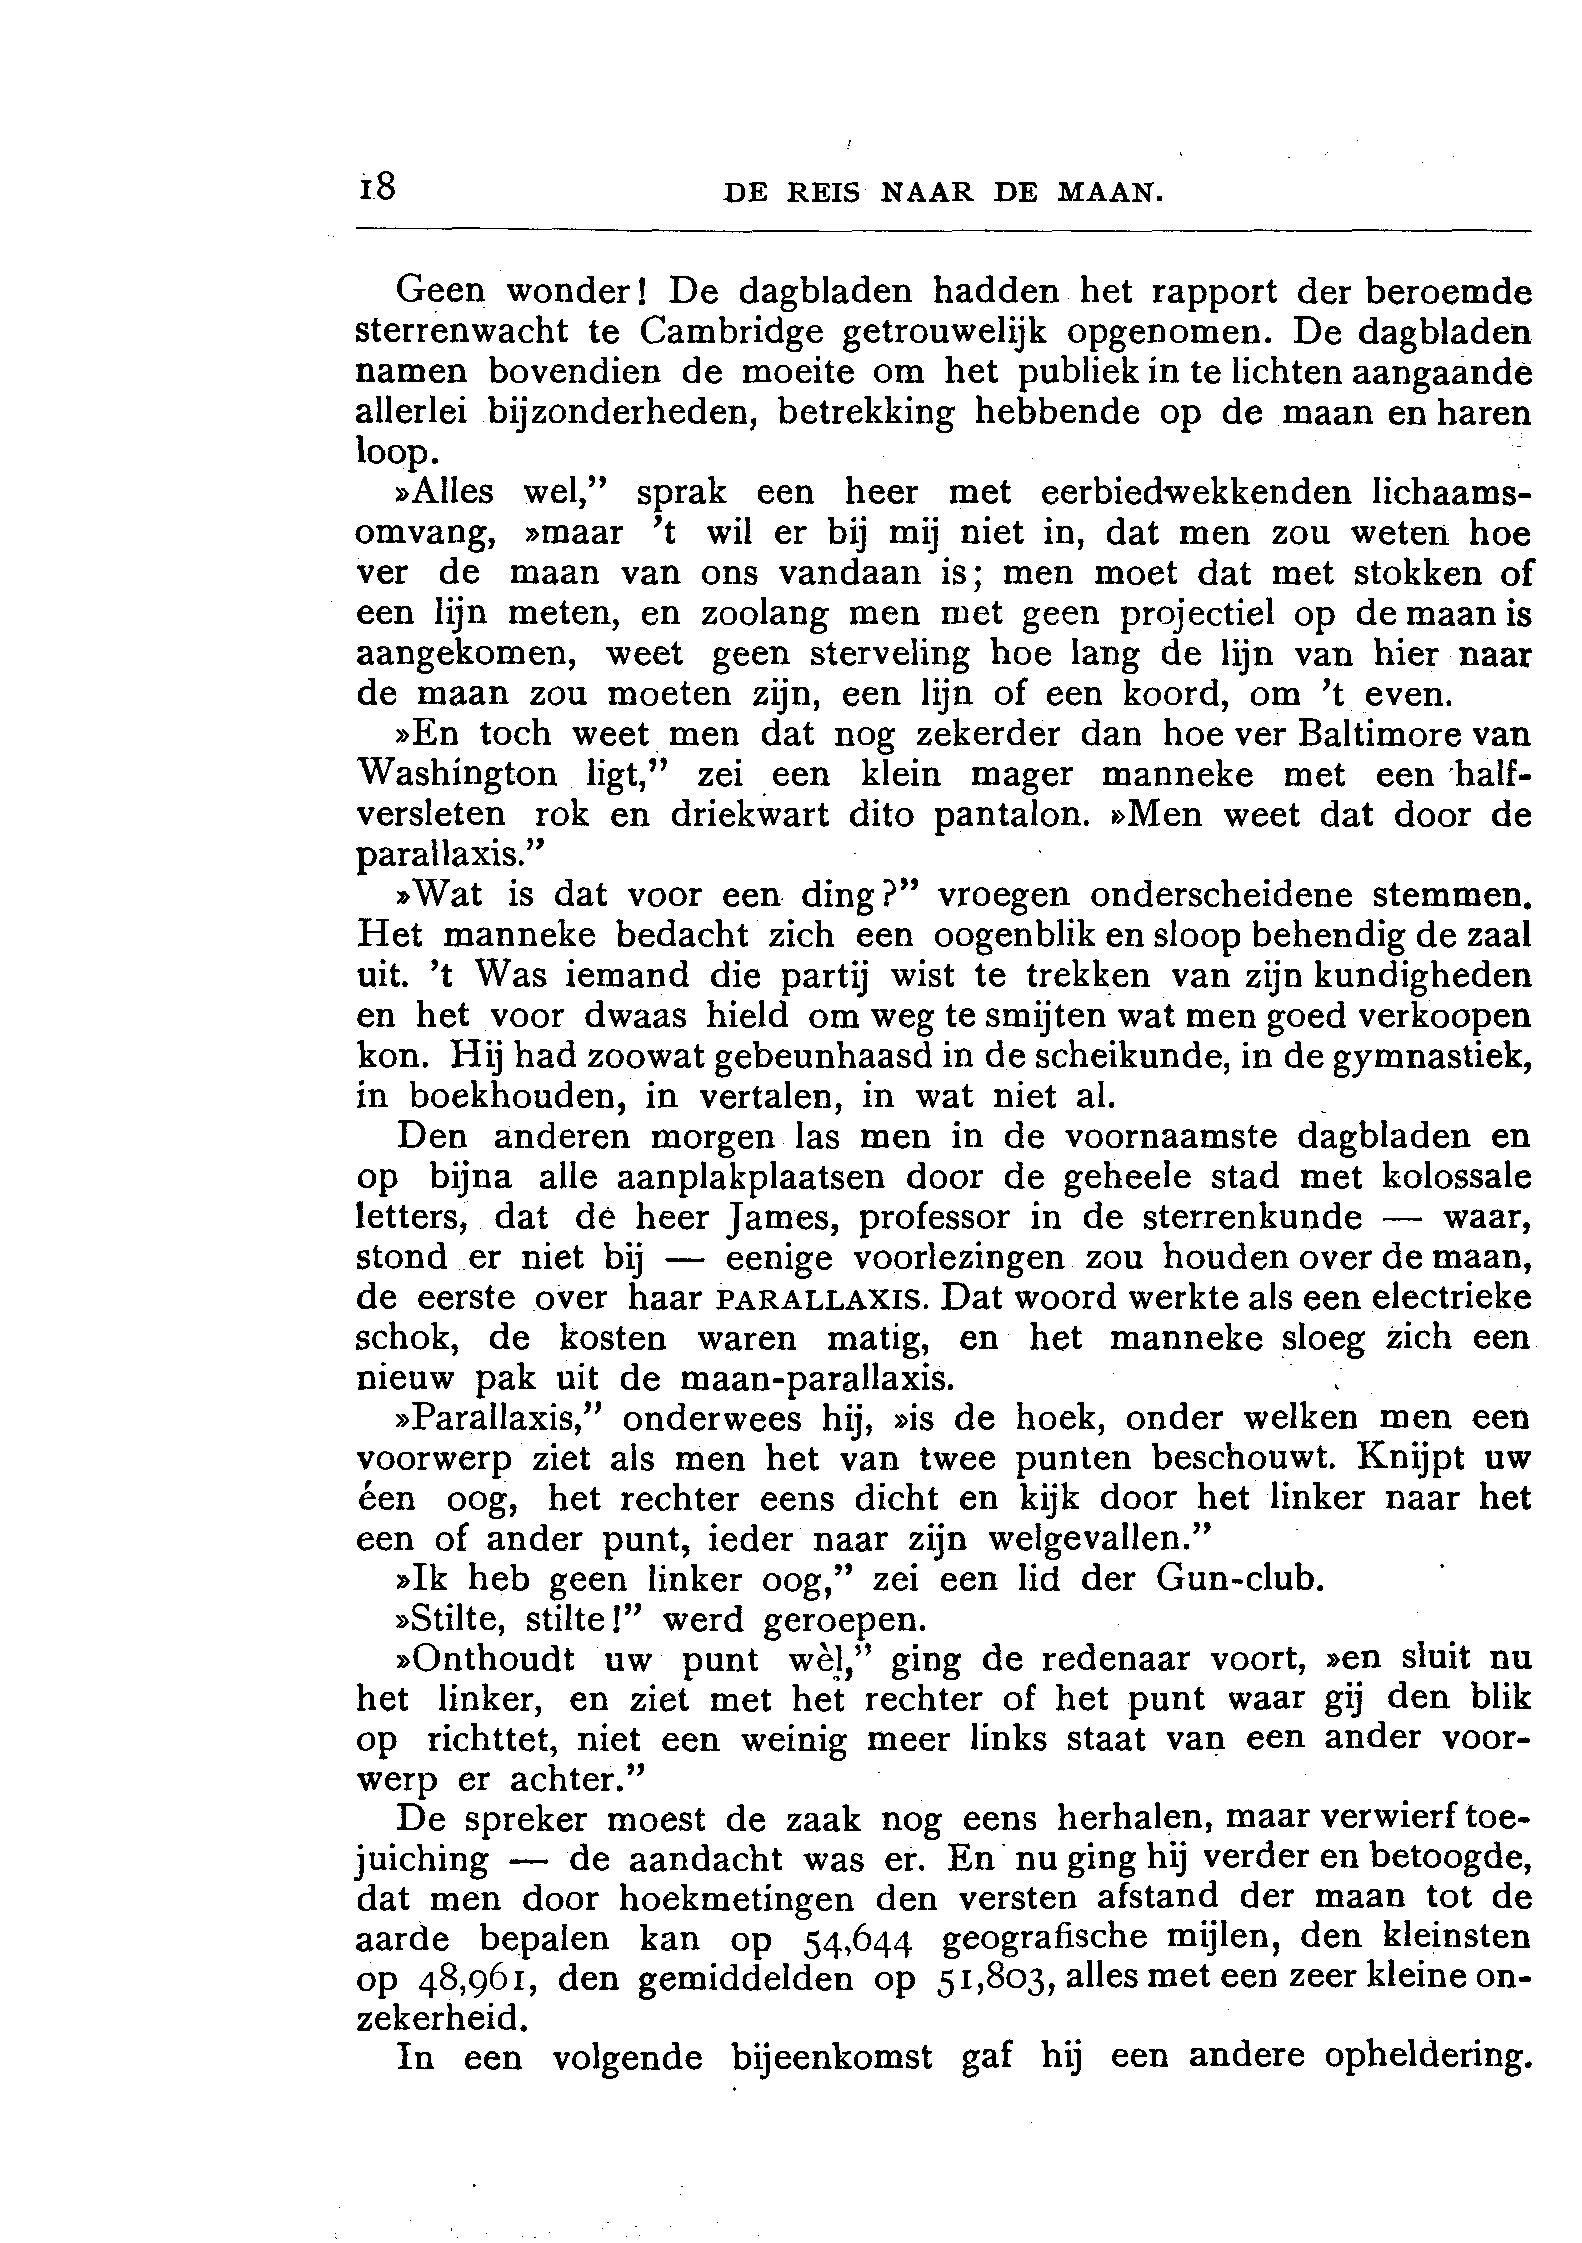 18 DE REIS NAAR DE MAAN.
Geen wonder! De dagbladen hadden het rapport der beroemde
sterrenwacht te Cambridge getrouwelijk opgenomen. De dagbladen
namen bovendien de moeite om het publiek in te lichten aangaande
allerlei bijzonderheden, betrekking hebbende op de maan en haren
loop.
»Alles wel,” sprak een heer met eerbiedwekkenden lichaams-
omvang, »maar ’t wil er bij mij niet in, dat men zou weten hoe
ver de maan van ons vandaan is; men moet dat met stokken of
een lijn meten, en zoolang men met geen projectiel op de maan is
aangekomen, weet geen sterveling hoe lang de lijn van hier naar
de maan zou moeten zijn, een lijn of een koord, om ’t even.
»En toch weet men dat nog zekerder dan hoe ver Baltimore van
Washington ligt,” zei een klein mager manneke met een half-
versleten rok en driekwart dito pantalon. »Men weet dat door de
parallaxis.”
»Wat is dat voor een ding?” vroegen onderscheidene stemmen.
Het manneke bedacht zich een oogenblik en sloop behendig de zaal
uit. ’t Was iemand die partij wist te trekken van zijn kundigheden
en het voor dwaas hield om weg te smijten wat men goed verkoopen
kon. Hij had zoowat gebeunhaasd in de scheikunde, in de gymnastiek,
in boekhouden, in vertalen, in wat niet al.
Den anderen morgen las men in de voornaamste dagbladen en
op bijna alle aanplakplaatsen door de geheele stad met kolossale
letters, dat de heer James, professor in de sterrenkunde — waar,
stond er niet bij — eenige voorlezingen zou houden over de maan,
de eerste over haar PARALLAXIS. Dat woord werkte als een electrieke
schok, de kosten waren matig, en het manneke sloeg zich een
nieuw pak uit de maan-parallaxis.
»Parallaxis,” onderwees hij, »is de hoek, onder welken men een
voorwerp ziet als men het van twee punten beschouwt. Knijpt uw
éen oog, het rechter eens dicht en kijk door het linker naar het
een of ander punt, ieder naar zijn welgevallen.”
»Ik heb geen linker oog,” zei een lid der Gun-club.
»Stilte, stilte!” werd geroepen.
»Onthoudt uw punt wèl,” ging de redenaar voort, »en sluit nu
het linker, en ziet met het rechter of het punt waar gij den blik
op richttet, niet een weinig meer links staat van een ander voor-
werp er achter.”
De spreker moest de zaak nog eens herhalen, maar verwierf toe-
juiching — de aandacht was er. En nu ging hij verder en betoogde,
dat men door hoekmetingen den versten afstand der maan tot de
aarde bepalen kan op 54,644 geografische mijlen, den kleinsten
op 48,961, den gemiddelden op 51,803, alles met een zeer kleine on-
zekerheid.
In een volgende bijeenkomst gaf hij een andere opheldering.